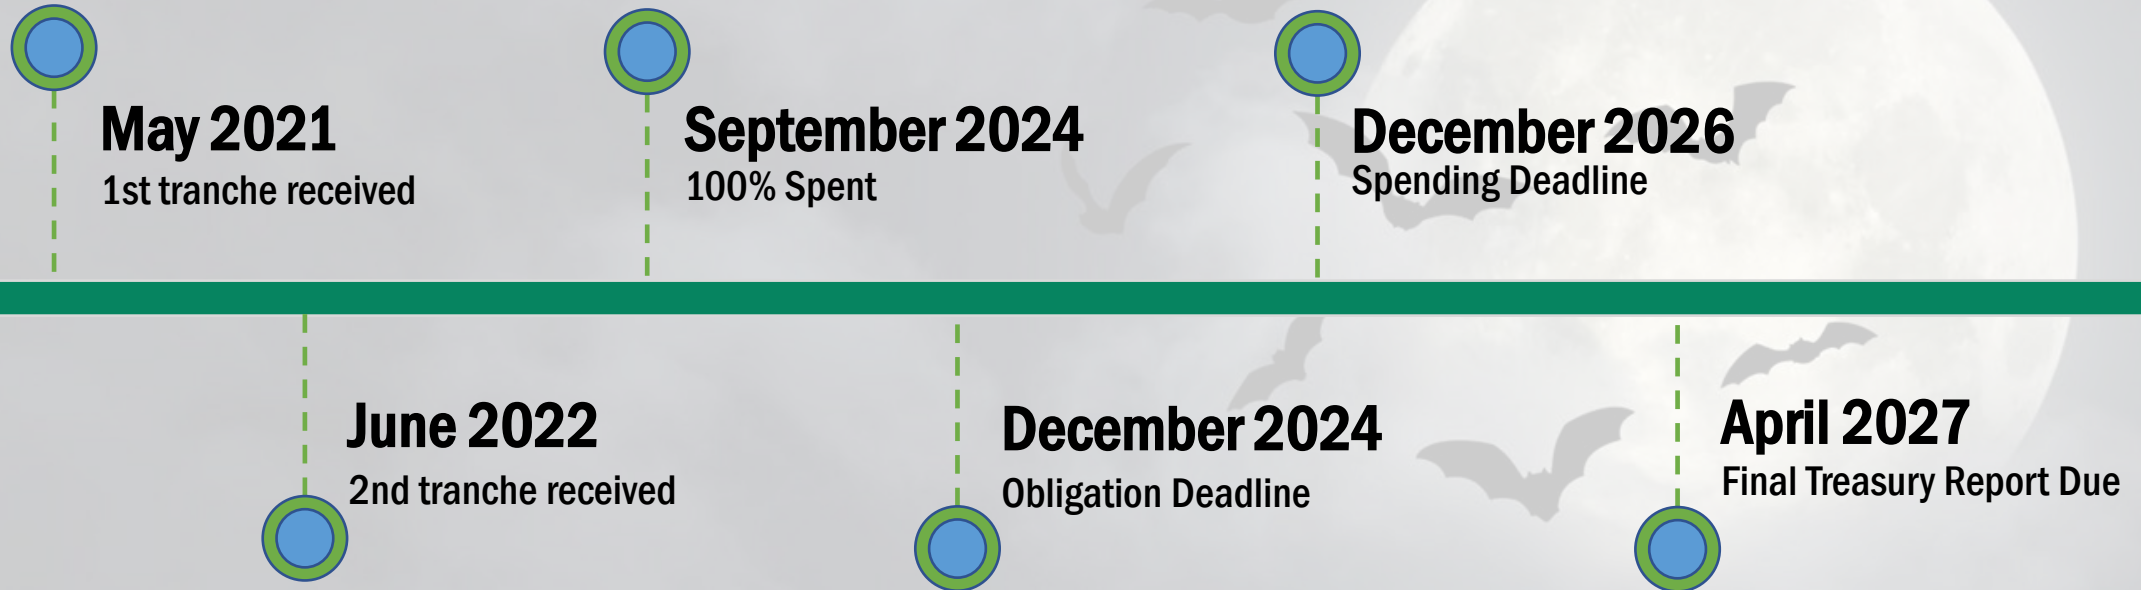 May 2021
1st tranche received
June 2022
2nd tranche received
September 2024
100% Spent
December 2024
Obligation Deadline
December 2026
Spending Deadline
April 2027
Final Treasury Report Due